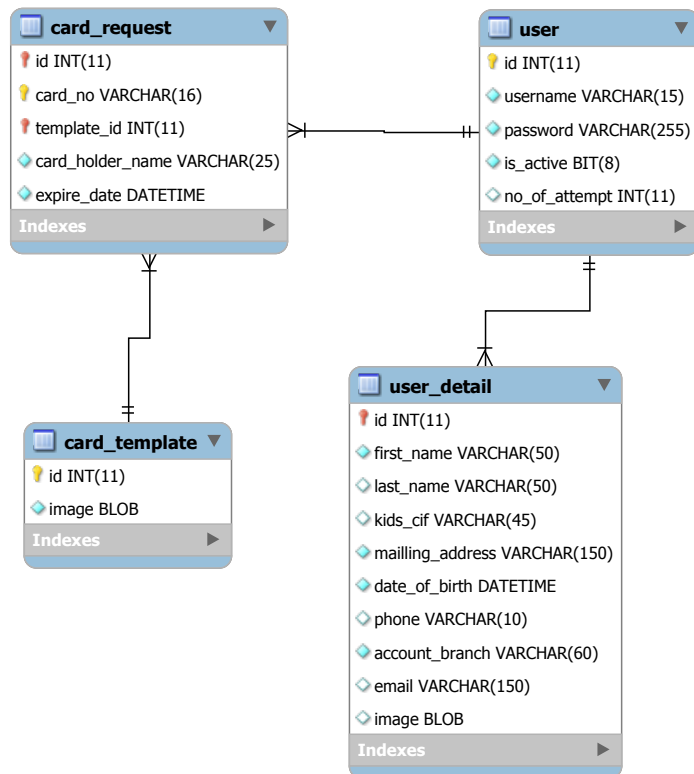 card_request
id INT(11)
card_no VARCHAR(16)
template_id INT(11)
card_holder_name VARCHAR(25)
expire_date DATETIME
Indexes
user
id INT(11)
username VARCHAR(15)
password VARCHAR(255)
is_active BIT(8)
no_of_attempt INT(11)
Indexes
card_template
id INT(11)
image BLOB
Indexes
user_detail
id INT(11)
first_name VARCHAR(50)
last_name VARCHAR(50)
kids_cif VARCHAR(45)
mailling_address VARCHAR(150)
date_of_birth DATETIME
phone VARCHAR(10)
account_branch VARCHAR(60)
email VARCHAR(150)
image BLOB
Indexes